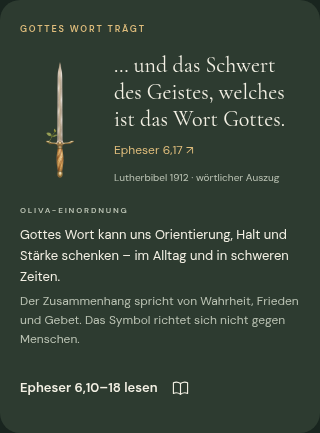 GOTTES WORT TRÄGT
… und das Schwert
des Geistes, welches
ist das Wort Gottes.
Epheser 6,17 ↗
Lutherbibel 1912 · wörtlicher Auszug
OLIVA-EINORDNUNG
Gottes Wort kann uns Orientierung, Halt und
Stärke schenken – im Alltag und in schweren
Zeiten.
Der Zusammenhang spricht von Wahrheit, Frieden
und Gebet. Das Symbol richtet sich nicht gegen
Menschen.
Epheser 6,10–18 lesen